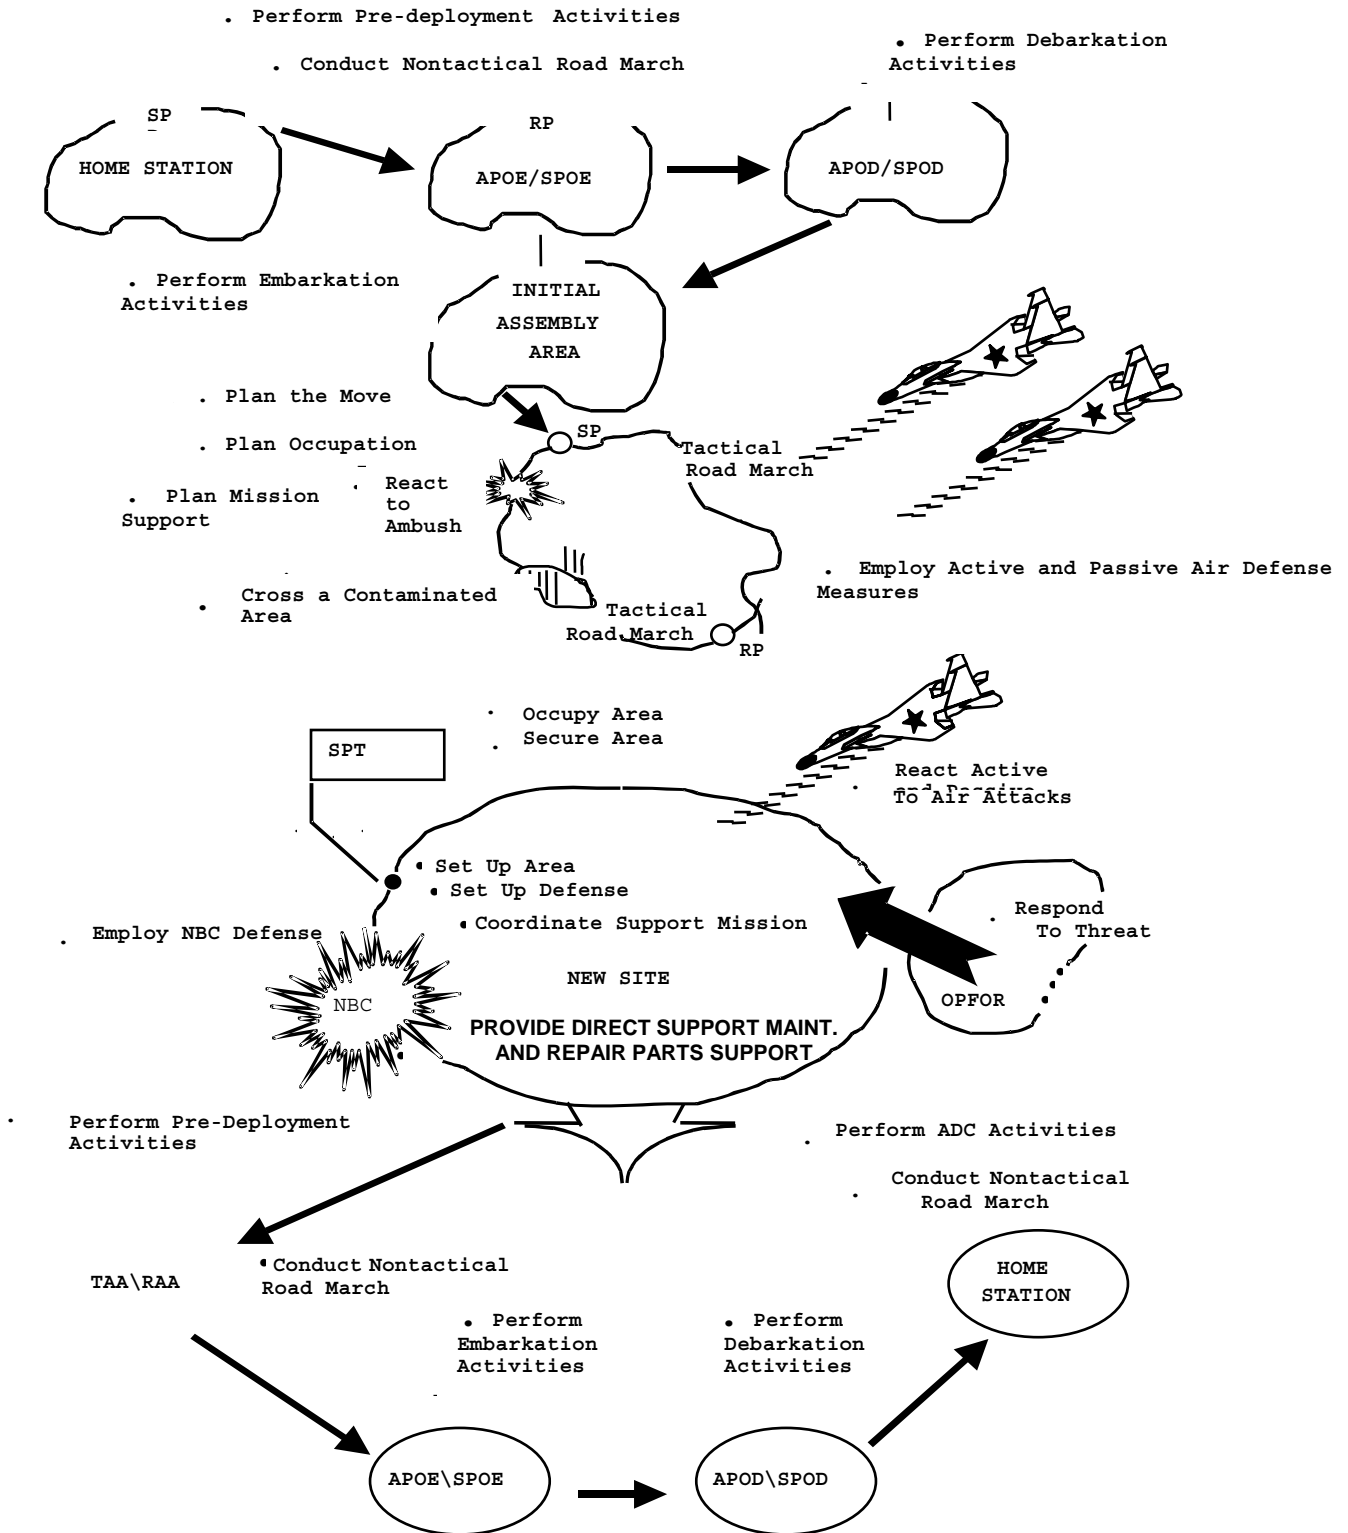 . Perform Pre-deployment Activities
. Perform Debarkation
Activities
. Conduct Nontactical Road March
SP
HOME STATION
RP
APOE/SPOE
APOD/SPOD
. Perform Embarkation
Activities
INITIAL
ASSEMBLY
AREA
. Plan the Move
. Plan Occupation
. Plan Mission
Support
SP
Tactical
Road March
. React
to
Ambush
. Employ Active and Passive Air Defense
Measures
. Cross a Contaminated
Area
Tactical
Road March
RP
. Occupy Area
. Secure Area
SPT
. React Active
and Passive
To Air Attacks
• Set Up Area
• Set Up Defense
• Coordinate Support Mission
. Respond
To Threat
. Employ NBC Defense
NBC
NEW SITE
OPFOR
PROVIDE DIRECT SUPPORT MAINT.
AND REPAIR PARTS SUPPORT
. Perform Pre-Deployment
Activities
. Perform ADC Activities
. Conduct Nontactical
Road March
TAA\RAA
• Conduct Nontactical
Road March
HOME
STATION
. Perform
Embarkation
Activities
. Perform
Debarkation
Activities
APOE\SPOE
APOD\SPOD